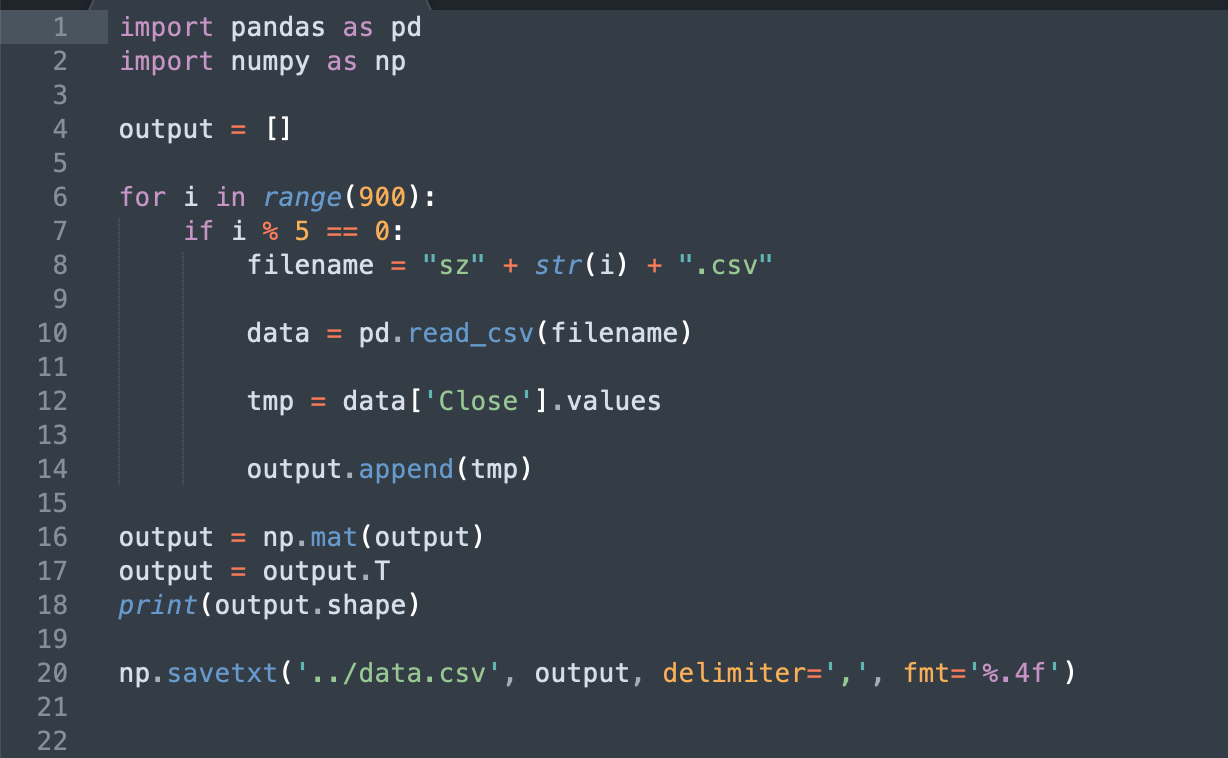 1 import pandas as pd
2 import numpy as np
3
4 output = []
5
6 for i in range(900):
7     if i % 5 == 0:
8         filename = "sz" + str(i) + ".csv"
9
10         data = pd.read_csv(filename)
11
12         tmp = data['Close'].values
13
14         output.append(tmp)
15
16 output = np.mat(output)
17 output = output.T
18 print(output.shape)
19
20 np.savetxt('../data.csv', output, delimiter=',', fmt='%.4f')
21
22